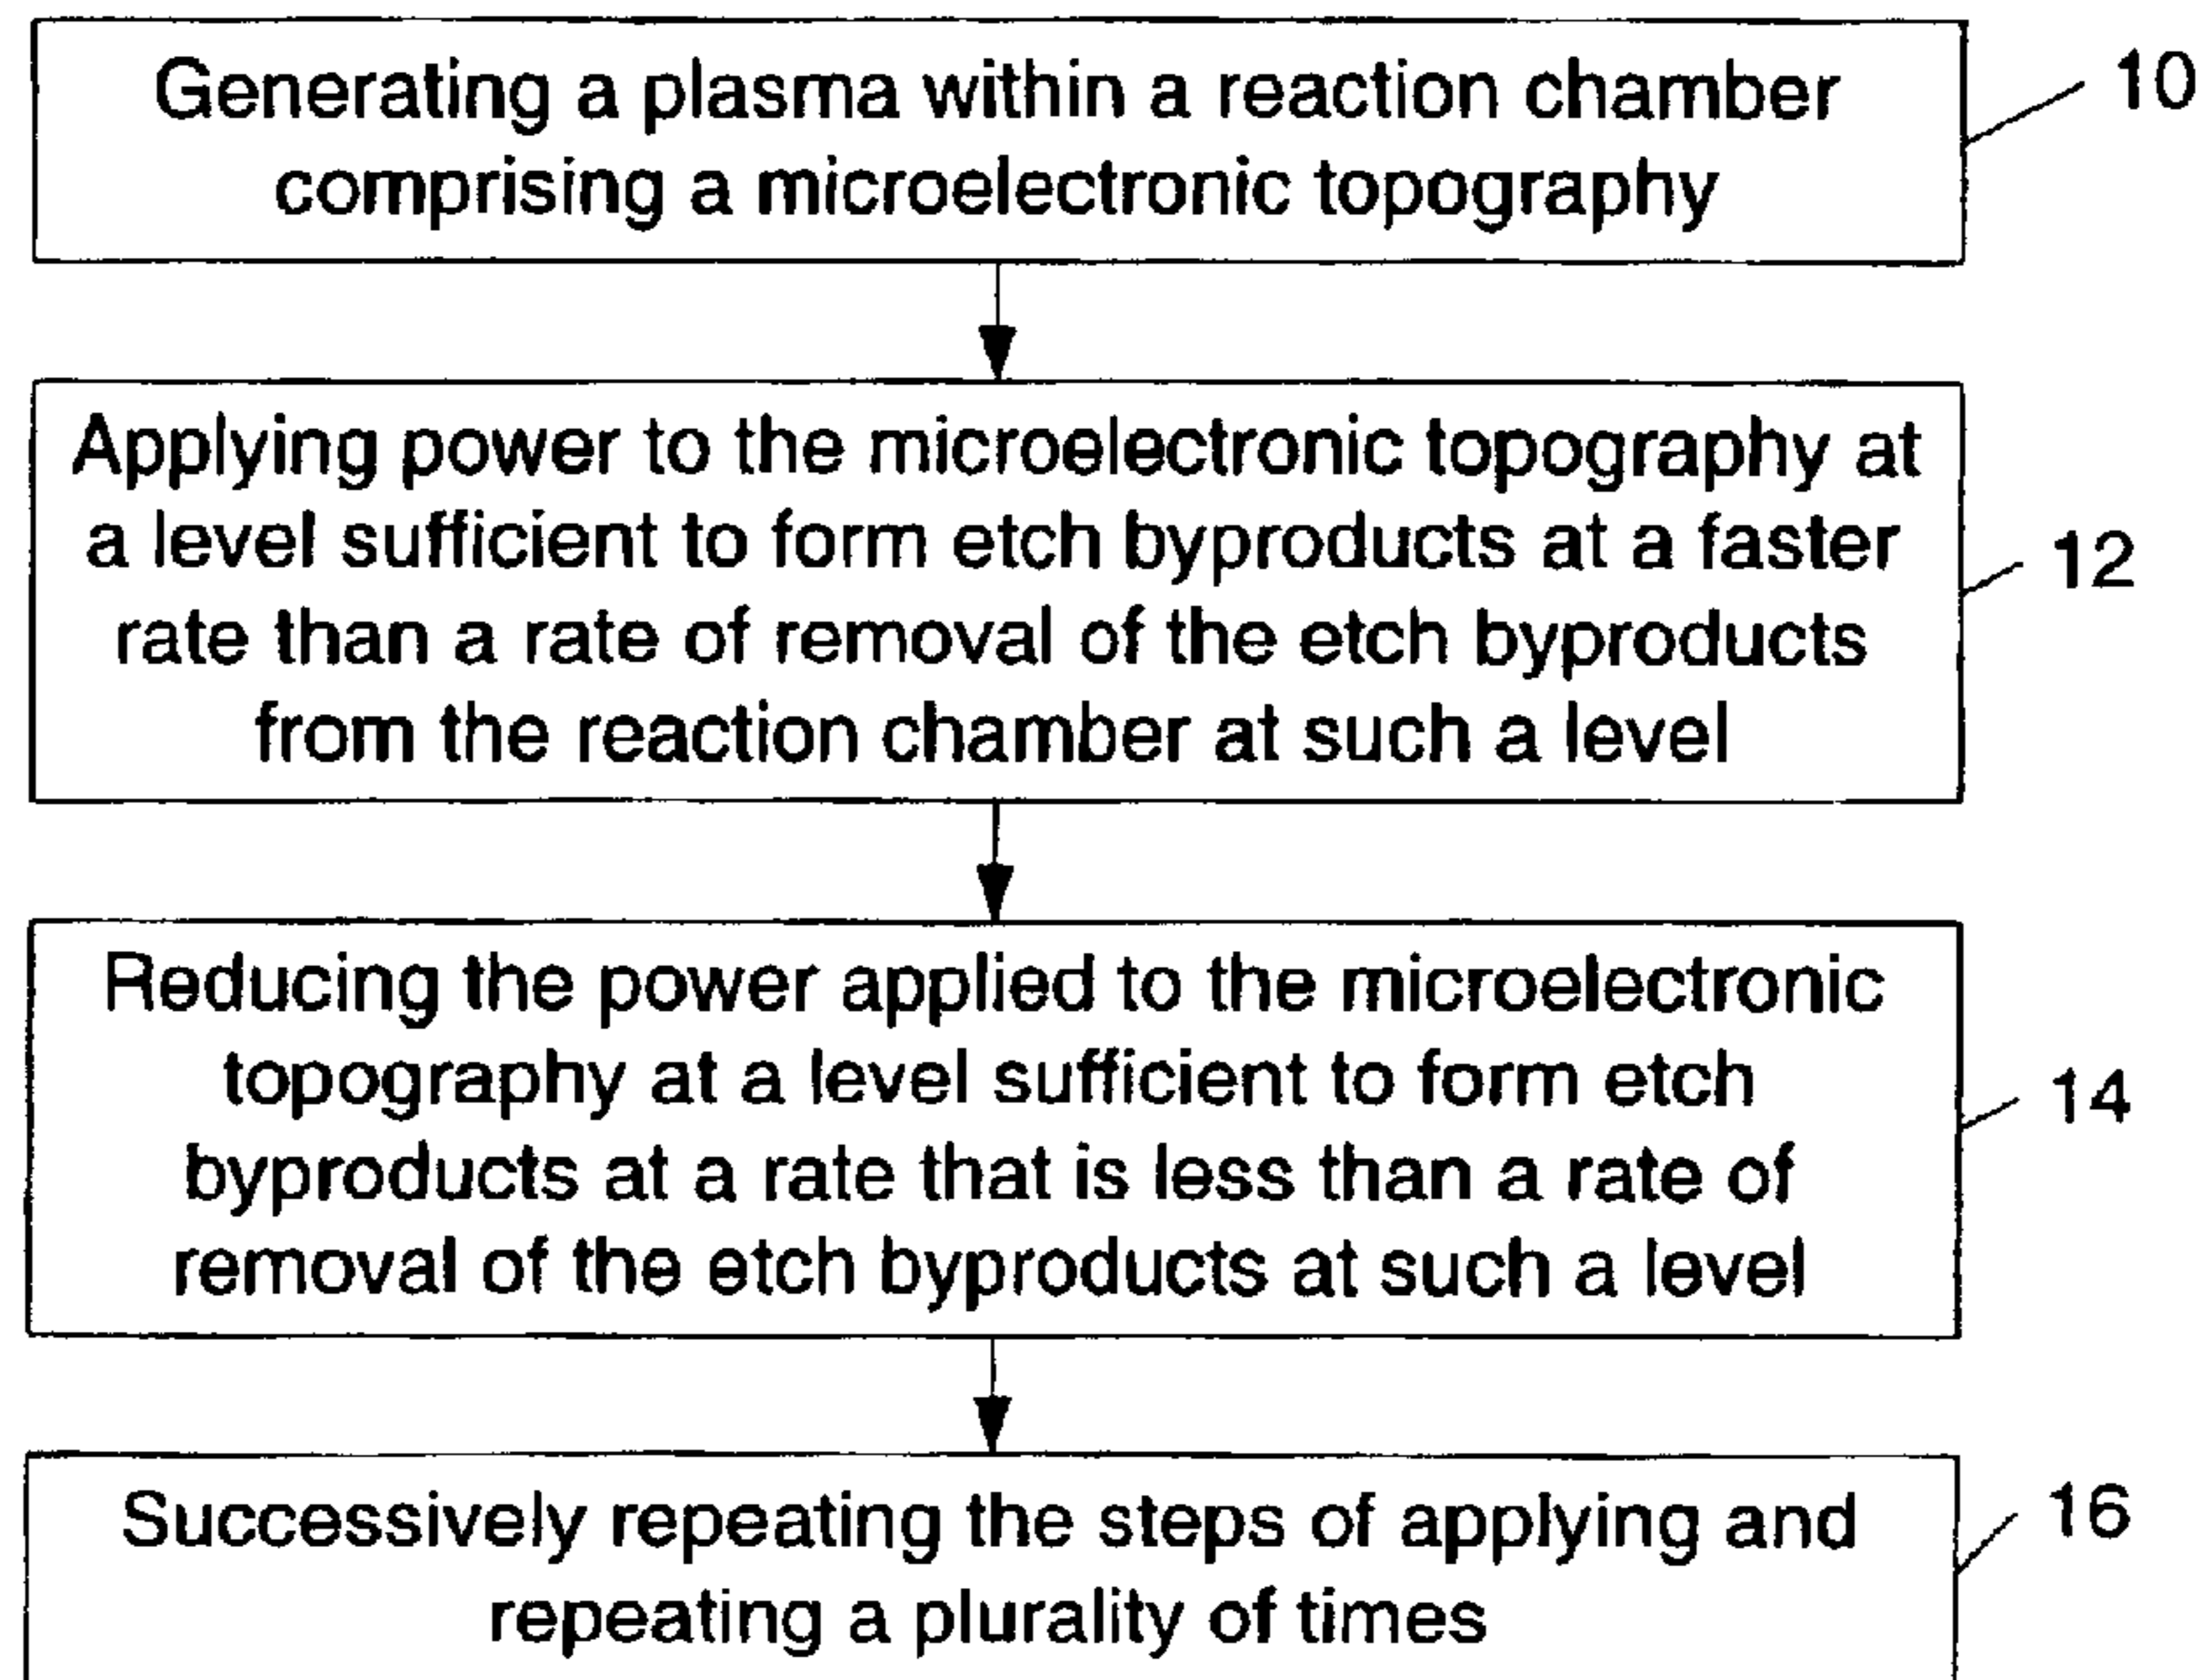 Generating a plasma within a reaction chamber
comprising a microelectronic topography
10
Applying power to the microelectronic topography at
a level sufficient to form etch byproducts at a faster
rate than a rate of removal of the etch byproducts
from the reaction chamber at such a level
12
Reducing the power applied to the microelectronic
topography at a level sufficient to form etch
byproducts at a rate that is less than a rate of
removal of the etch byproducts at such a level
14
Successively repeating the steps of applying and
repeating a plurality of times
16